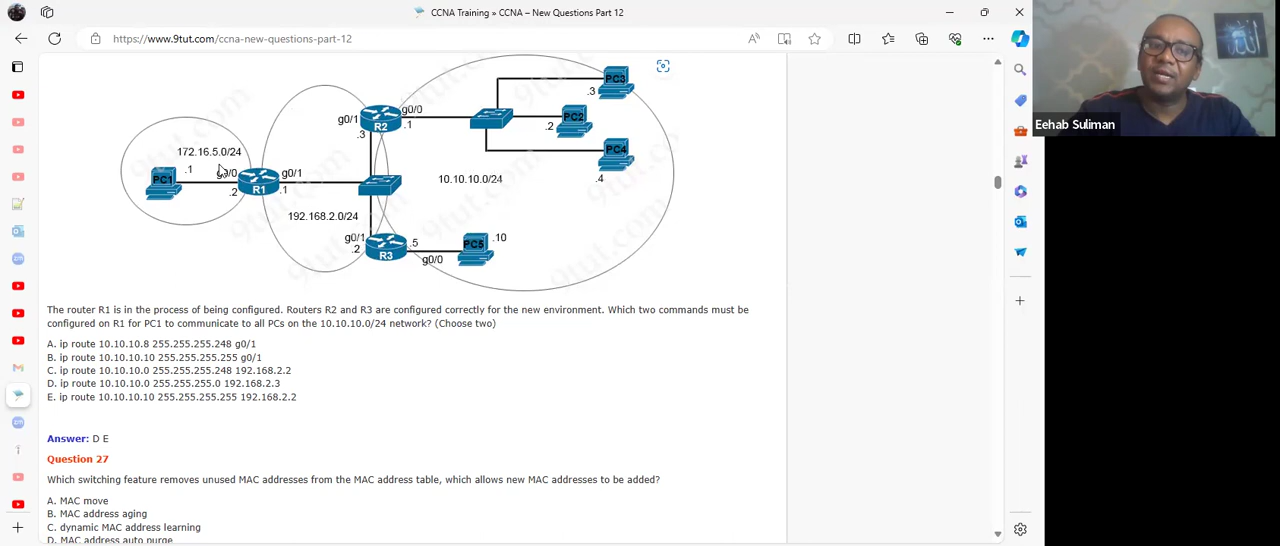 CCNA Training » CCNA – New Questions Part 12
https://www.9tut.com/ccna-new-questions-part-12
Eehab Suliman
PC3
.3
g0/0
g0/1
R2
.1
.3
PC2
.2
172.16.5.0/24
PC4
.4
.1
g0/0
g0/1
PC1
R1
.2
.1
10.10.10.0/24
192.168.2.0/24
g0/1
.2
R3
.5
PC5
.10
g0/0
The router R1 is in the process of being configured. Routers R2 and R3 are configured correctly for the new environment. Which two commands must be
configured on R1 for PC1 to communicate to all PCs on the 10.10.10.0/24 network? (Choose two)
A. ip route 10.10.10.8 255.255.255.248 g0/1
B. ip route 10.10.10.10 255.255.255.255 g0/1
C. ip route 10.10.10.0 255.255.255.248 192.168.2.2
D. ip route 10.10.10.0 255.255.255.0 192.168.2.3
E. ip route 10.10.10.10 255.255.255.255 192.168.2.2
Answer: D E
Question 27
Which switching feature removes unused MAC addresses from the MAC address table, which allows new MAC addresses to be added?
A. MAC move
B. MAC address aging
C. dynamic MAC address learning
D. MAC address auto purge